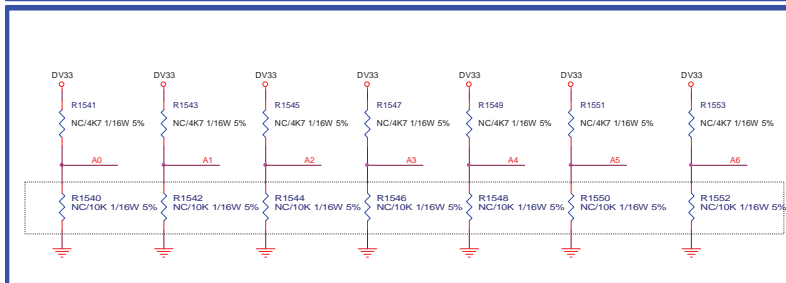 DV33 DV33 DV33 DV33 DV33 DV33 DV33
R1541 R1543 R1545 R1547 R1549 R1551 R1553
NC/4K7 1/16W 5% NC/4K7 1/16W 5% NC/4K7 1/16W 5% NC/4K7 1/16W 5% NC/4K7 1/16W 5% NC/4K7 1/16W 5% NC/4K7 1/16W 5%
A0 A1 A2 A3 A4 A5 A6
R1540 R1542 R1544 R1546 R1548 R1550 R1552
NC/10K 1/16W 5% NC/10K 1/16W 5% NC/10K 1/16W 5% NC/10K 1/16W 5% NC/10K 1/16W 5% NC/10K 1/16W 5% NC/10K 1/16W 5%